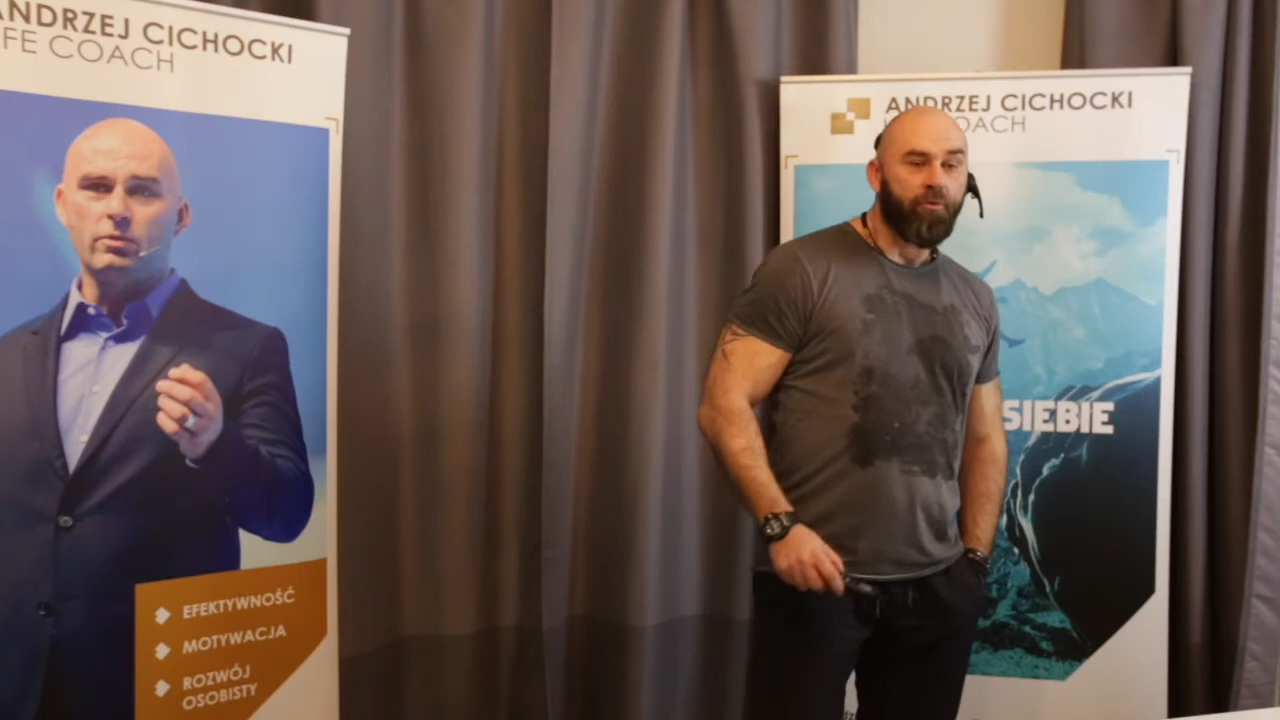 ANDRZEJ CICHOCKI
FE COACH
EFEKTYWNOŚĆ
MOTYWACJA
ROZWÓJ
OSOBISTY
ANDRZEJ CICHOCKI
COACH
SIEBIE